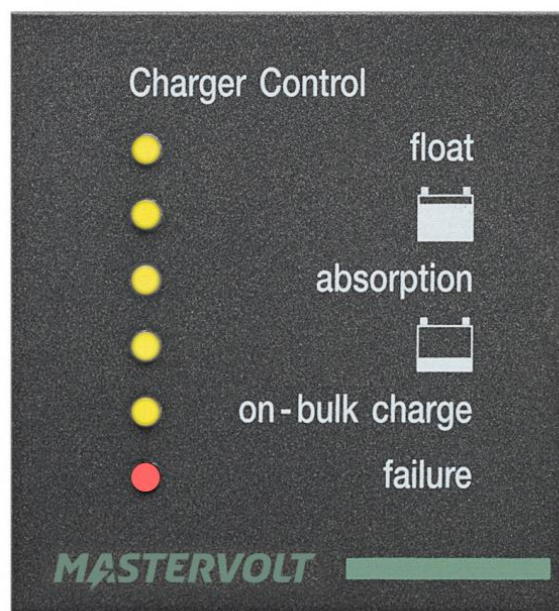 Charger Control
float
absorption
on-bulk charge
failure
MASTERVOLT